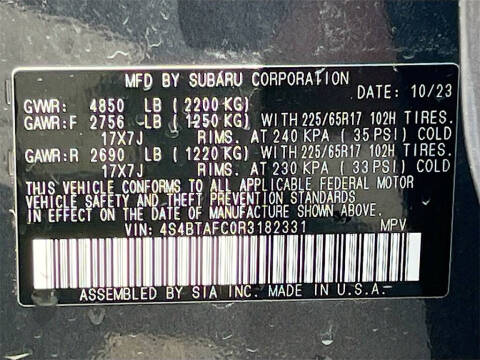 MFD BY SUBARU CORPORATION
DATE: 10/23
GVWR: 4850 LB (2200 KG)
GAWR:F 2756 LB (1250 KG) WITH 225/65R17 102H TIRES.
17X7J RIMS. AT 240 KPA (35 PSI) COLD
GAWR:R 2690 LB (1220 KG) WITH 225/65R17 102H TIRES.
17X7J RIMS. AT 230 KPA (33 PSI) COLD
THIS VEHICLE CONFORMS TO ALL APPLICABLE FEDERAL MOTOR
VEHICLE SAFETY AND THEFT PREVENTION STANDARDS
IN EFFECT ON THE DATE OF MANUFACTURE SHOWN ABOVE.
VIN: 4S4BTAFC0R3182331 MPV
ASSEMBLED BY SIA INC. MADE IN U.S.A.